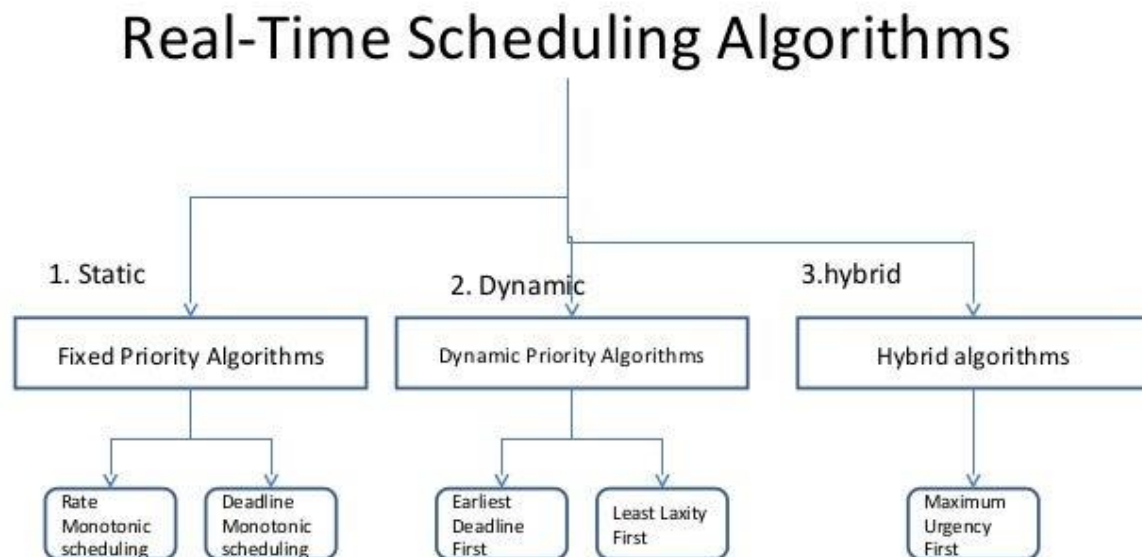 Real-Time Scheduling Algorithms
1. Static
2. Dynamic
3.hybrid
Fixed Priority Algorithms
Dynamic Priority Algorithms
Hybrid algorithms
Rate
Monotonic
scheduling
Deadline
Monotonic
scheduling
Earliest
Deadline
First
Least Laxity
First
Maximum
Urgency
First